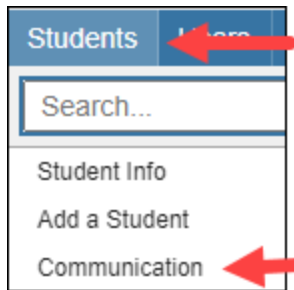 Students
Search...
Student Info
Add a Student
Communication